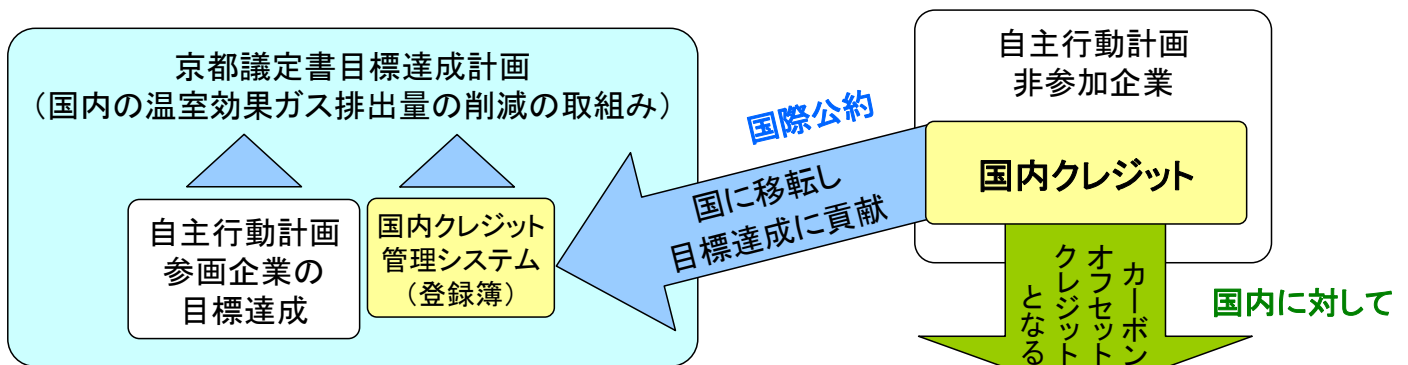 京都議定書目標達成計画
（国内の温室効果ガス排出量の削減の取組み）
自主行動計画
参画企業の
目標達成
国内クレジット
管理システム
（登録簿）
国際公約
国に移転し
目標達成に貢献
自主行動計画
非参加企業
国内クレジット
カーボン
オフセット
クレジット
となる
国内に対して